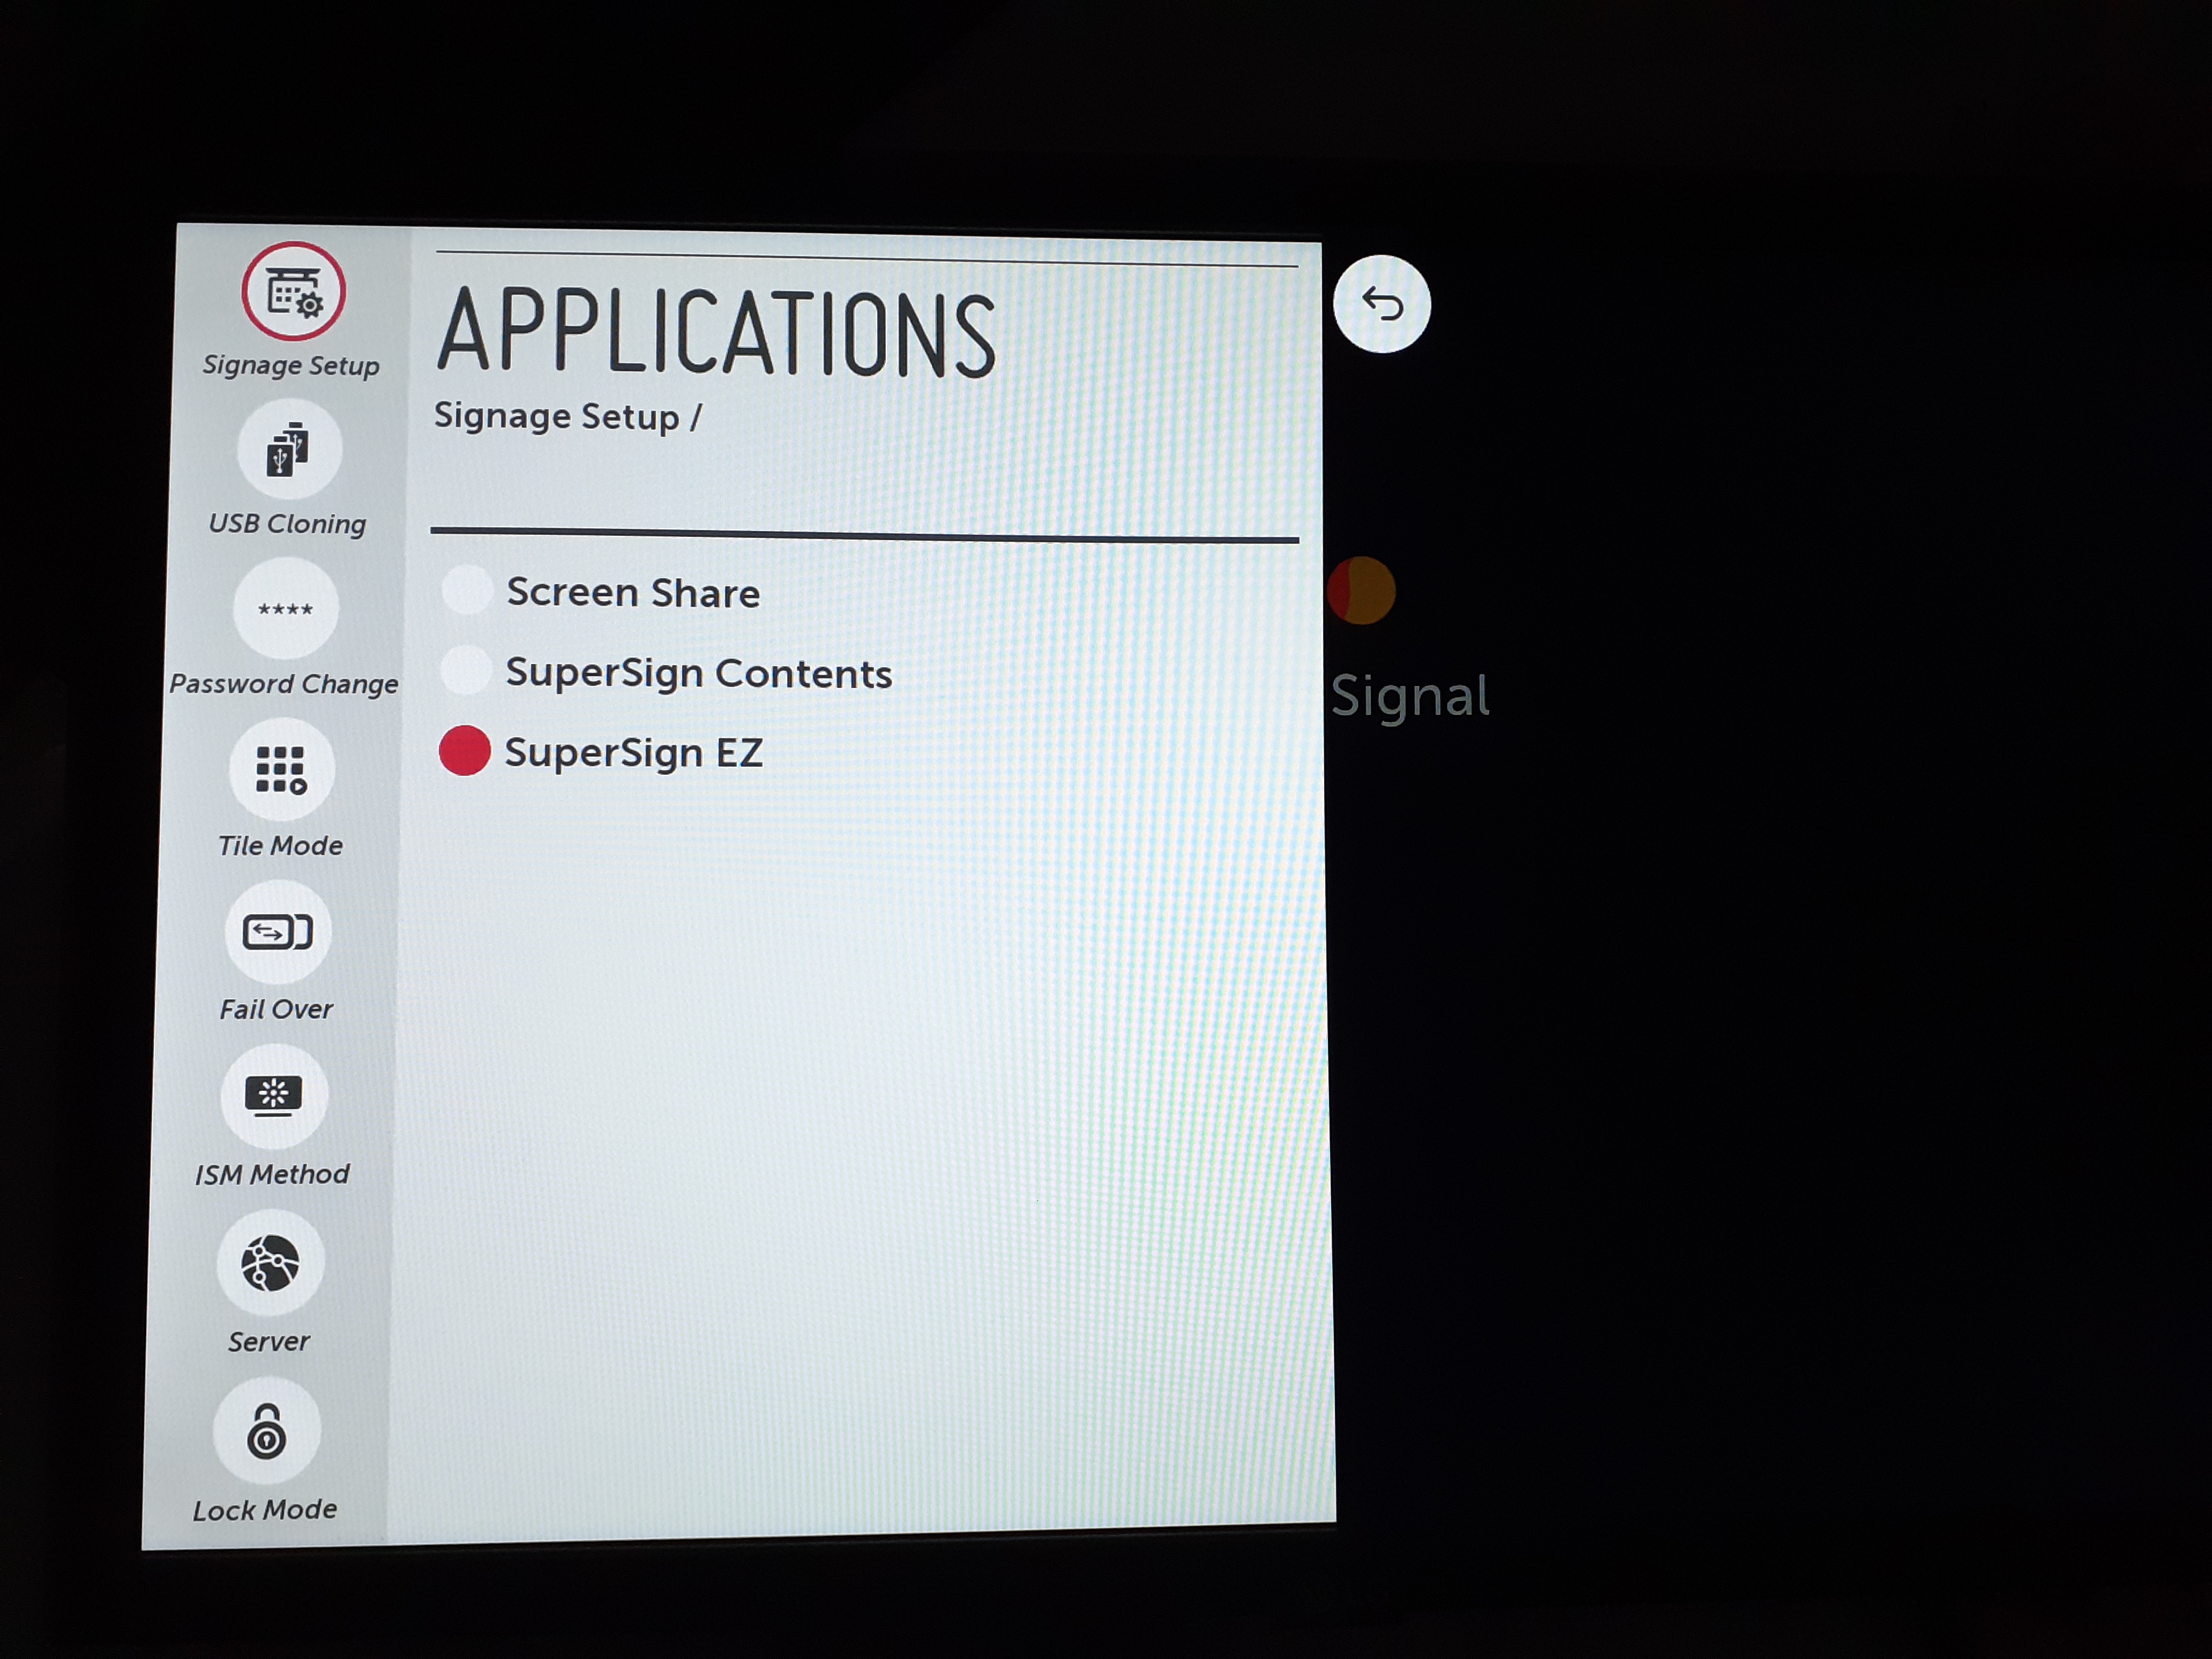 APPLICATIONS
Signage Setup /
Screen Share
SuperSign Contents
SuperSign EZ
Signage Setup
USB Cloning
****
Password Change
Tile Mode
Fail Over
ISM Method
Server
Lock Mode
Signal